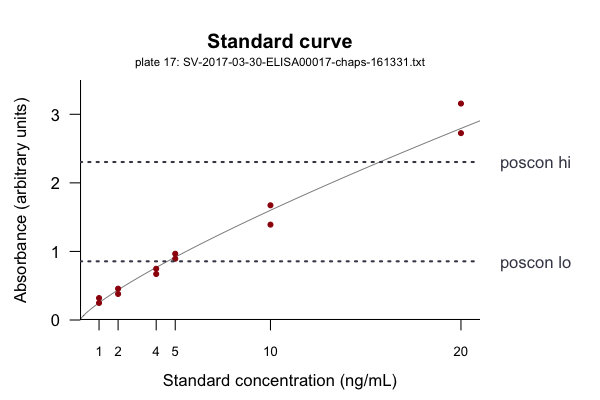 Standard curve
plate 17: SV-2017-03-30-ELISA00017-chaps-161331.txt
Absorbance (arbitrary units)
3
2
1
0
poscon hi
poscon lo
1 2 4 5 10 20
Standard concentration (ng/mL)